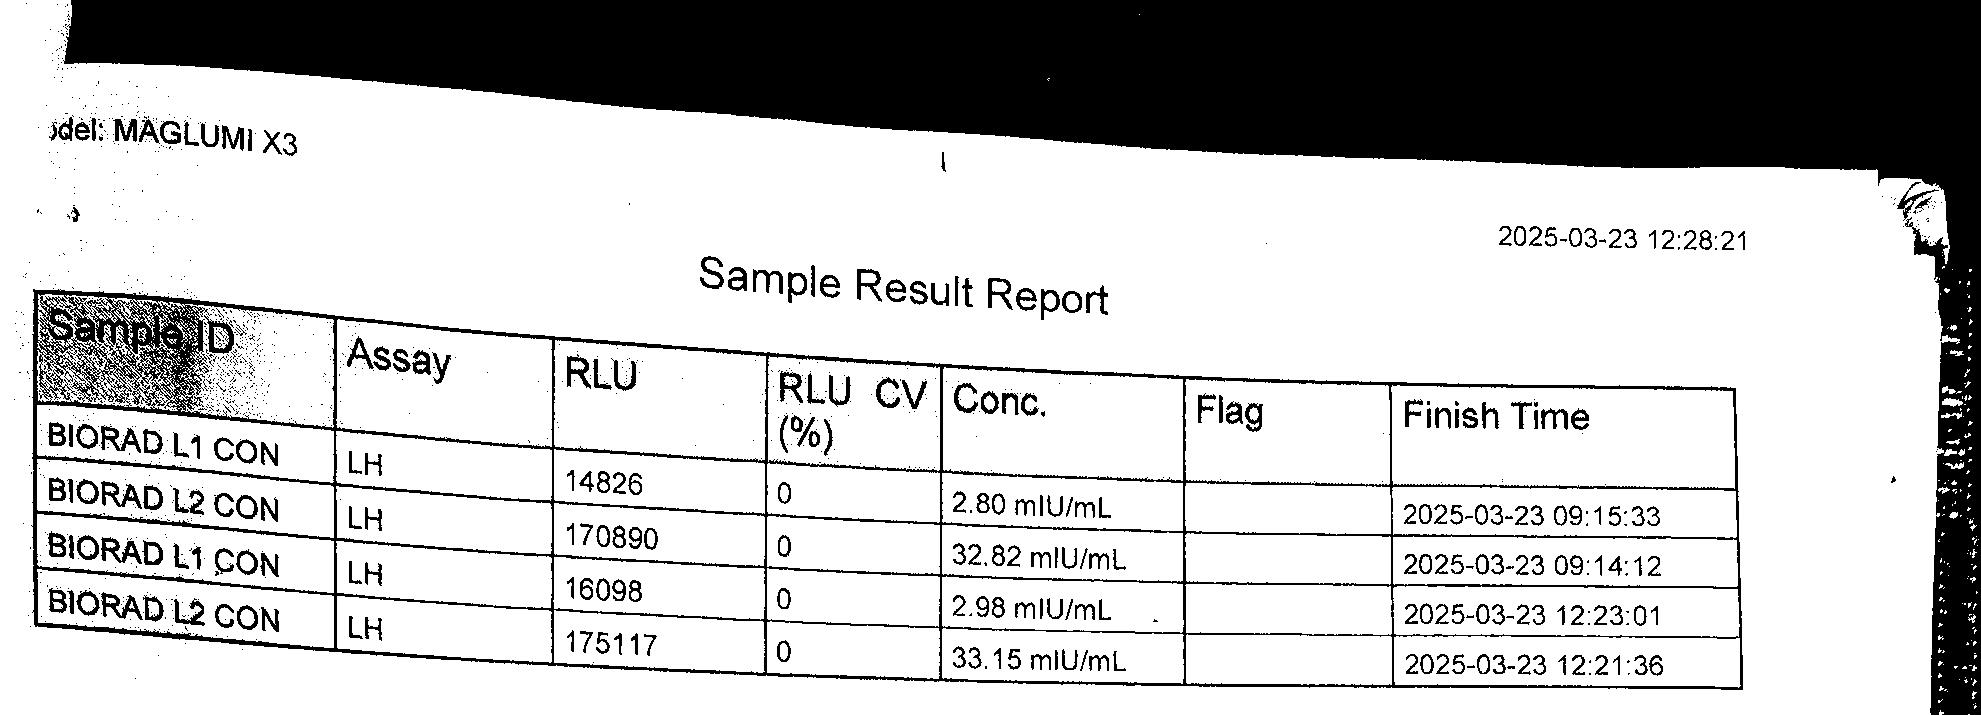 odel: MAGLUMI X3
2025-03-23 12:28:21
Sample Result Report
Sample ID Assay RLU RLU CV (%) Conc. Flag Finish Time
BIORAD L1 CON LH 14826 0 2.80 mIU/mL 2025-03-23 09:15:33
BIORAD L2 CON LH 170890 0 32.82 mIU/mL 2025-03-23 09:14:12
BIORAD L1 CON LH 16098 0 2.98 mIU/mL 2025-03-23 12:23:01
BIORAD L2 CON LH 175117 0 33.15 mIU/mL 2025-03-23 12:21:36